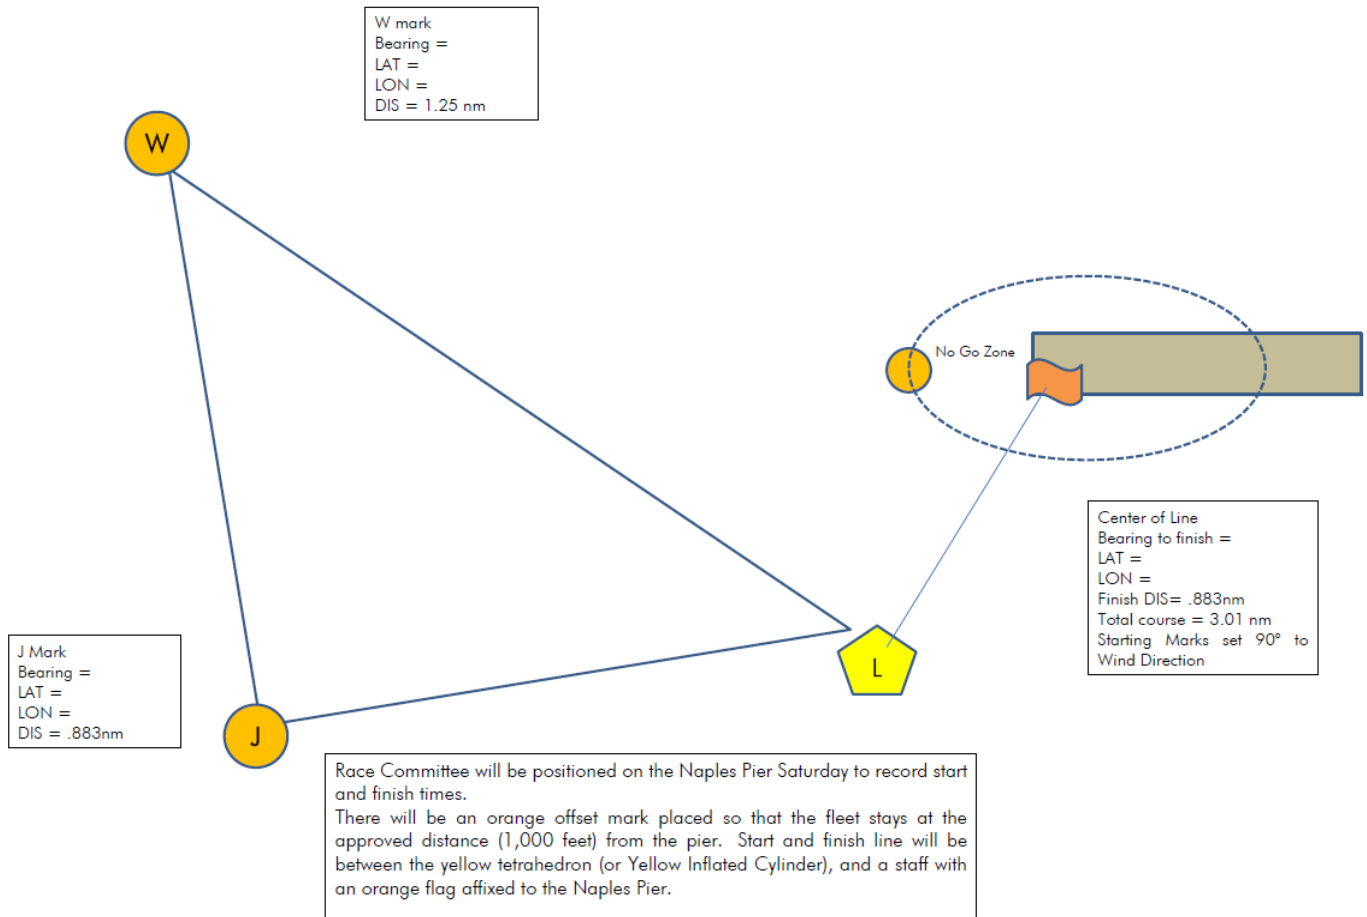 W mark
Bearing =
LAT =
LON =
DIS = 1.25 nm
W
No Go Zone
Center of Line
Bearing to finish =
LAT =
LON =
Finish DIS= .883nm
Total course = 3.01 nm
Starting Marks set 90° to
Wind Direction
J Mark
Bearing =
LAT =
LON =
DIS = .883nm
L
J
Race Committee will be positioned on the Naples Pier Saturday to record start
and finish times.
There will be an orange offset mark placed so that the fleet stays at the
approved distance (1,000 feet) from the pier. Start and finish line will be
between the yellow tetrahedron (or Yellow Inflated Cylinder), and a staff with
an orange flag affixed to the Naples Pier.